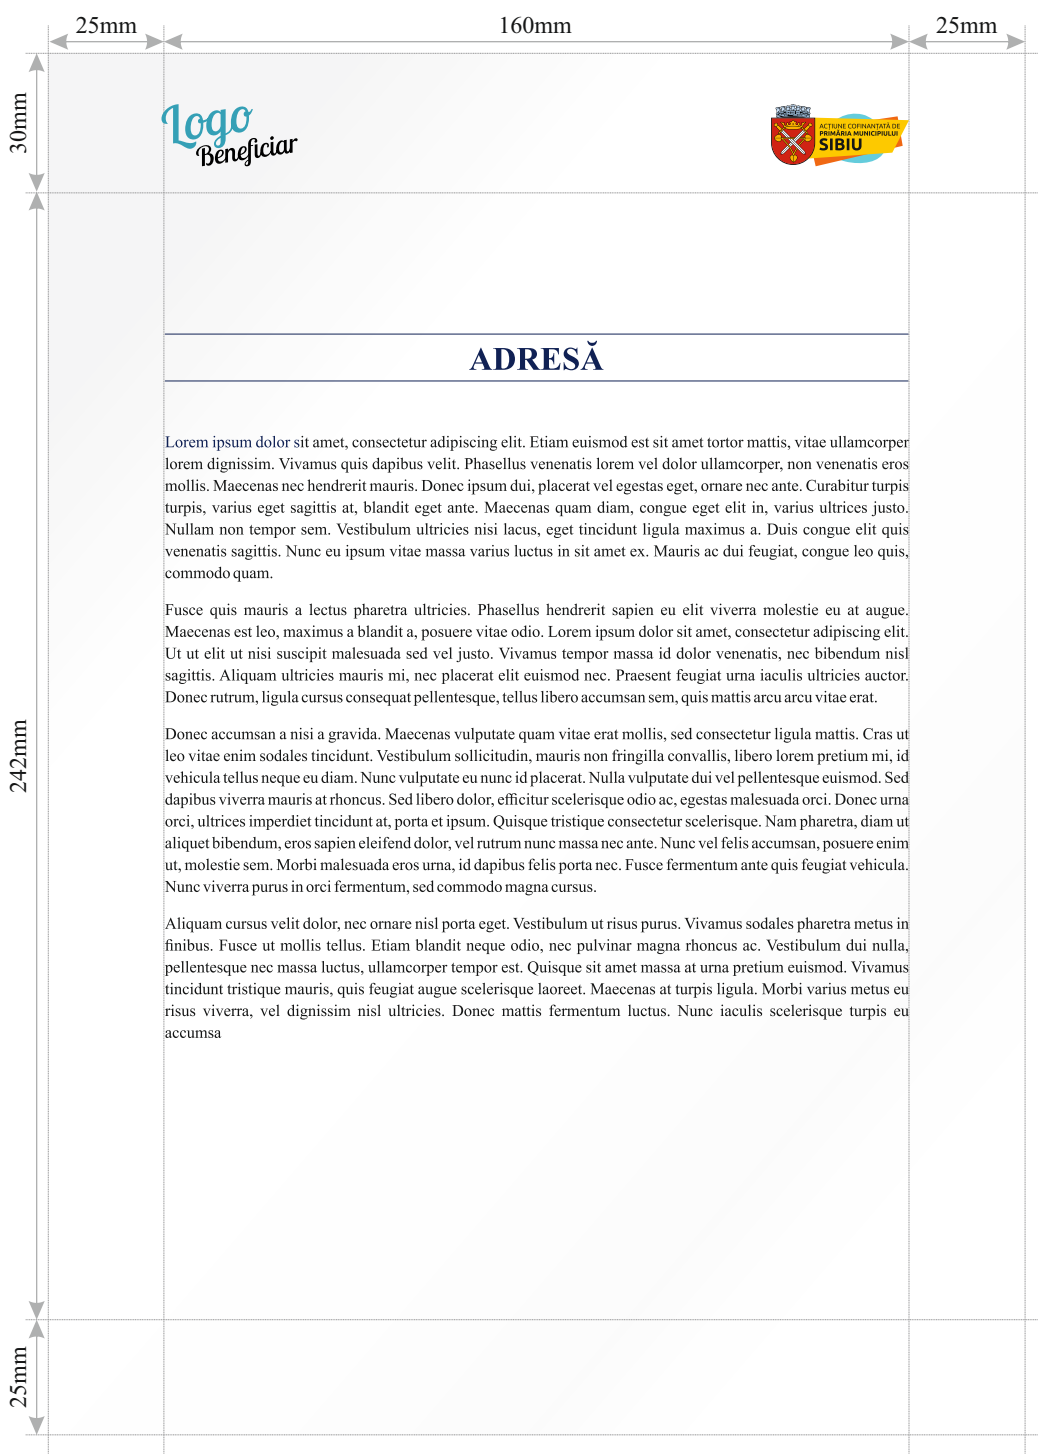 25mm
160mm
25mm
30mm
Logo
Beneficiar
ACȚIUNE COFINANȚATĂ DE
PRIMĂRIA MUNICIPIULUI
SIBIU
ADRESĂ
Lorem ipsum dolor sit amet, consectetur adipiscing elit. Etiam euismod est sit amet tortor mattis, vitae ullamcorper
lorem dignissim. Vivamus quis dapibus velit. Phasellus venenatis lorem vel dolor ullamcorper, non venenatis eros
mollis. Maecenas nec hendrerit mauris. Donec ipsum dui, placerat vel egestas eget, ornare nec ante. Curabitur turpis
turpis, varius eget sagittis at, blandit eget ante. Maecenas quam diam, congue eget elit in, varius ultrices justo.
Nullam non tempor sem. Vestibulum ultricies nisi lacus, eget tincidunt ligula maximus a. Duis congue elit quis
venenatis sagittis. Nunc eu ipsum vitae massa varius luctus in sit amet ex. Mauris ac dui feugiat, congue leo quis,
commodo quam.
Fusce quis mauris a lectus pharetra ultricies. Phasellus hendrerit sapien eu elit viverra molestie eu at augue.
Maecenas est leo, maximus a blandit a, posuere vitae odio. Lorem ipsum dolor sit amet, consectetur adipiscing elit.
Ut ut elit ut nisi suscipit malesuada sed vel justo. Vivamus tempor massa id dolor venenatis, nec bibendum nisl
sagittis. Aliquam ultricies mauris mi, nec placerat elit euismod nec. Praesent feugiat urna iaculis ultricies auctor.
Donec rutrum, ligula cursus consequat pellentesque, tellus libero accumsan sem, quis mattis arcu arcu vitae erat.
242mm
Donec accumsan a nisi a gravida. Maecenas vulputate quam vitae erat mollis, sed consectetur ligula mattis. Cras ut
leo vitae enim sodales tincidunt. Vestibulum sollicitudin, mauris non fringilla convallis, libero lorem pretium mi, id
vehicula tellus neque eu diam. Nunc vulputate eu nunc id placerat. Nulla vulputate dui vel pellentesque euismod. Sed
dapibus viverra mauris at rhoncus. Sed libero dolor, efficitur scelerisque odio ac, egestas malesuada orci. Donec urna
orci, ultrices imperdiet tincidunt at, porta et ipsum. Quisque tristique consectetur scelerisque. Nam pharetra, diam ut
aliquet bibendum, eros sapien eleifend dolor, vel rutrum nunc massa nec ante. Nunc vel felis accumsan, posuere enim
ut, molestie sem. Morbi malesuada eros urna, id dapibus felis porta nec. Fusce fermentum ante quis feugiat vehicula.
Nunc viverra purus in orci fermentum, sed commodo magna cursus.
Aliquam cursus velit dolor, nec ornare nisl porta eget. Vestibulum ut risus purus. Vivamus sodales pharetra metus in
finibus. Fusce ut mollis tellus. Etiam blandit neque odio, nec pulvinar magna rhoncus ac. Vestibulum dui nulla,
pellentesque nec massa luctus, ullamcorper tempor est. Quisque sit amet massa at urna pretium euismod. Vivamus
tincidunt tristique mauris, quis feugiat augue scelerisque laoreet. Maecenas at turpis ligula. Morbi varius metus eu
risus viverra, vel dignissim nisl ultricies. Donec mattis fermentum luctus. Nunc iaculis scelerisque turpis eu
accumsa
25mm